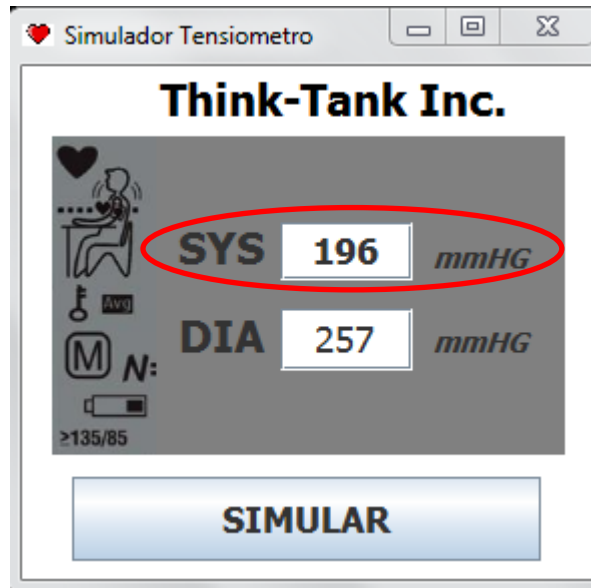 Simulador Tensiometro
Think-Tank Inc.
SYS 196 mmHG
Avg
DIA 257 mmHG
M N:
≥135/85
SIMULAR